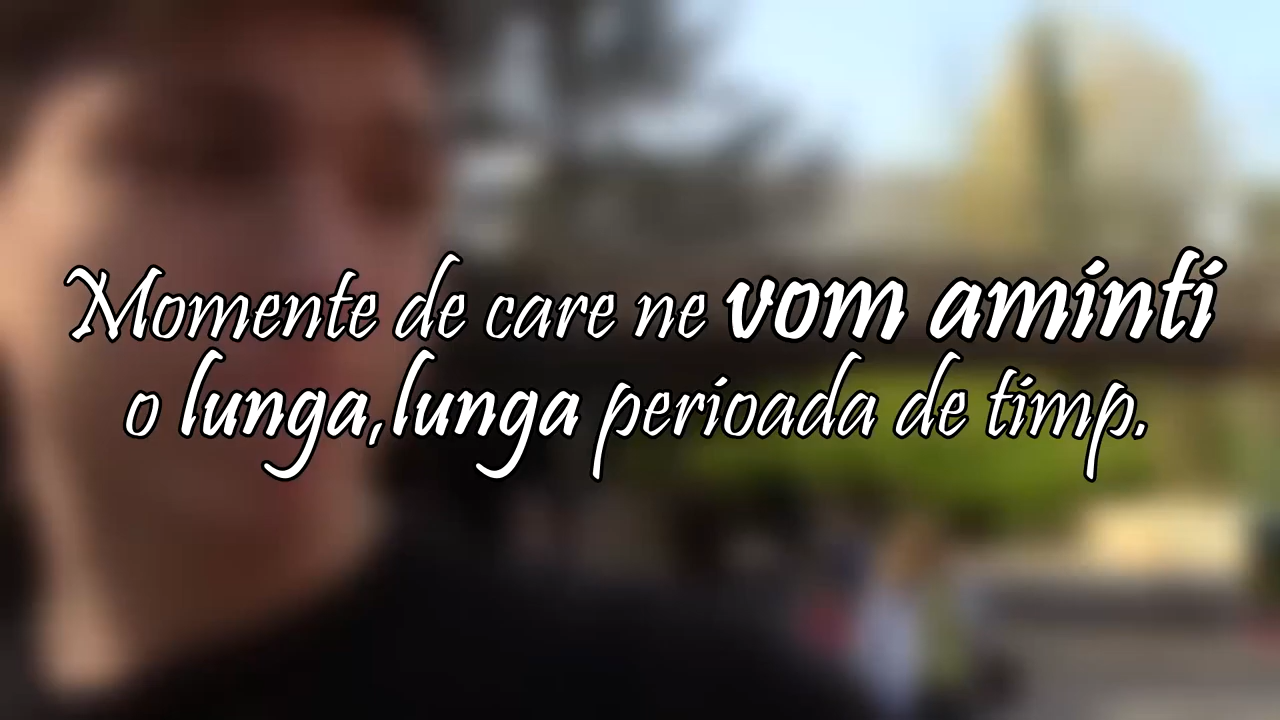 Momente de care ne vom aminti
o lunga,lunga perioada de timp.